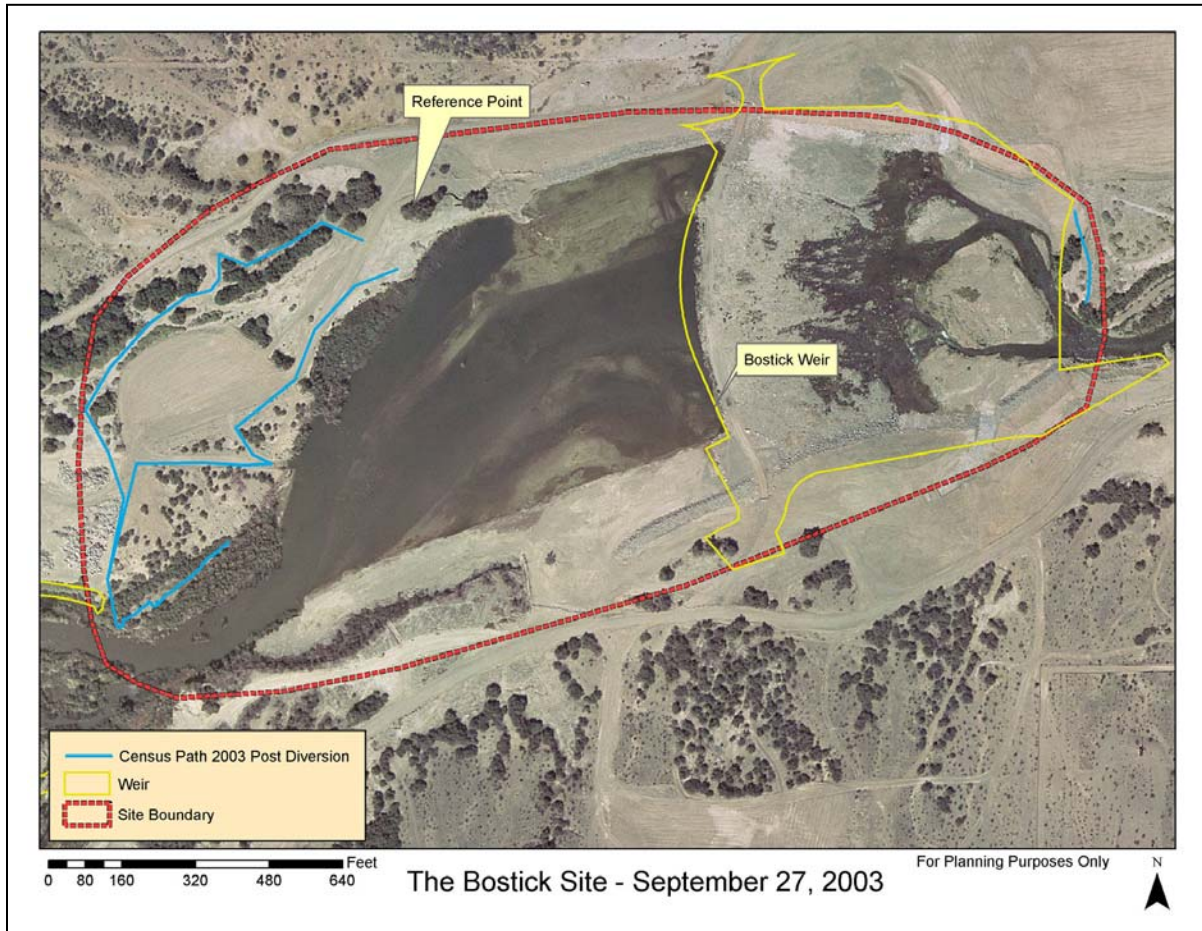 Reference Point
Bostick Weir
Census Path 2003 Post Diversion
Weir
Site Boundary
Feet
0 80 160 320 480 640
For Planning Purposes Only
N
The Bostick Site - September 27, 2003